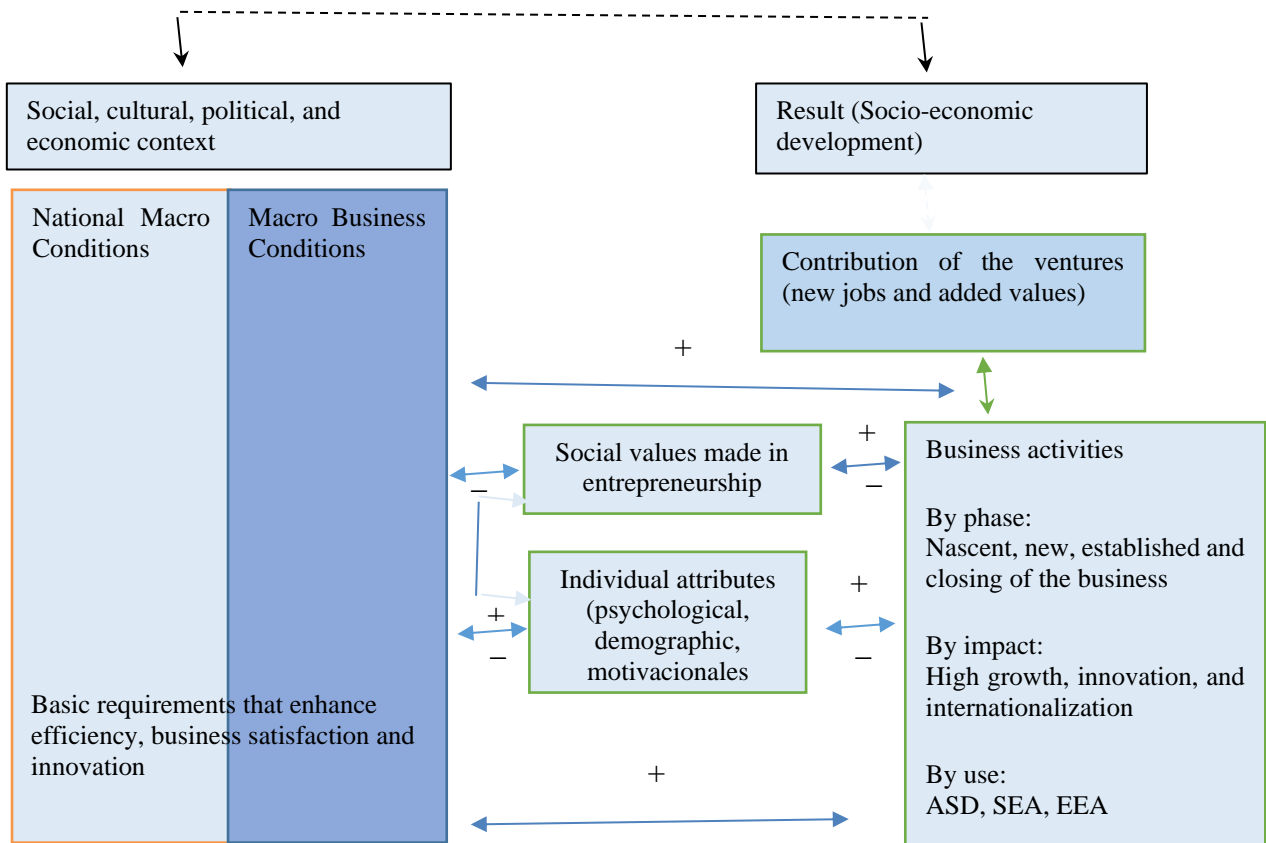 Social, cultural, political, and
economic context
Result (Socio-economic
development)
National Macro
Conditions
Macro Business
Conditions
Contribution of the ventures
(new jobs and added values)
+
Social values made in
entrepreneurship
+
–
–
Business activities
By phase:
Nascent, new, established and
closing of the business
By impact:
High growth, innovation, and
internationalization
By use:
ASD, SEA, EEA
Individual attributes
(psychological,
demographic,
motivacionales
+
–
+
–
Basic requirements that enhance
efficiency, business satisfaction and
innovation
+